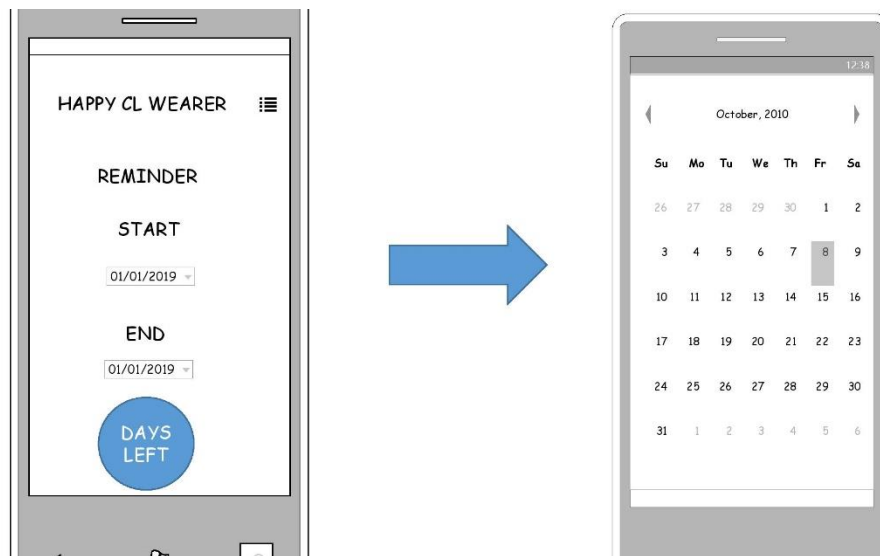 HAPPY CL WEARER
REMINDER
START
01/01/2019
END
01/01/2019
DAYS
LEFT
12:38
October, 2010
Su Mo Tu We Th Fr Sa
26 27 28 29 30 1 2
3 4 5 6 7 8 9
10 11 12 13 14 15 16
17 18 19 20 21 22 23
24 25 26 27 28 29 30
31 1 2 3 4 5 6